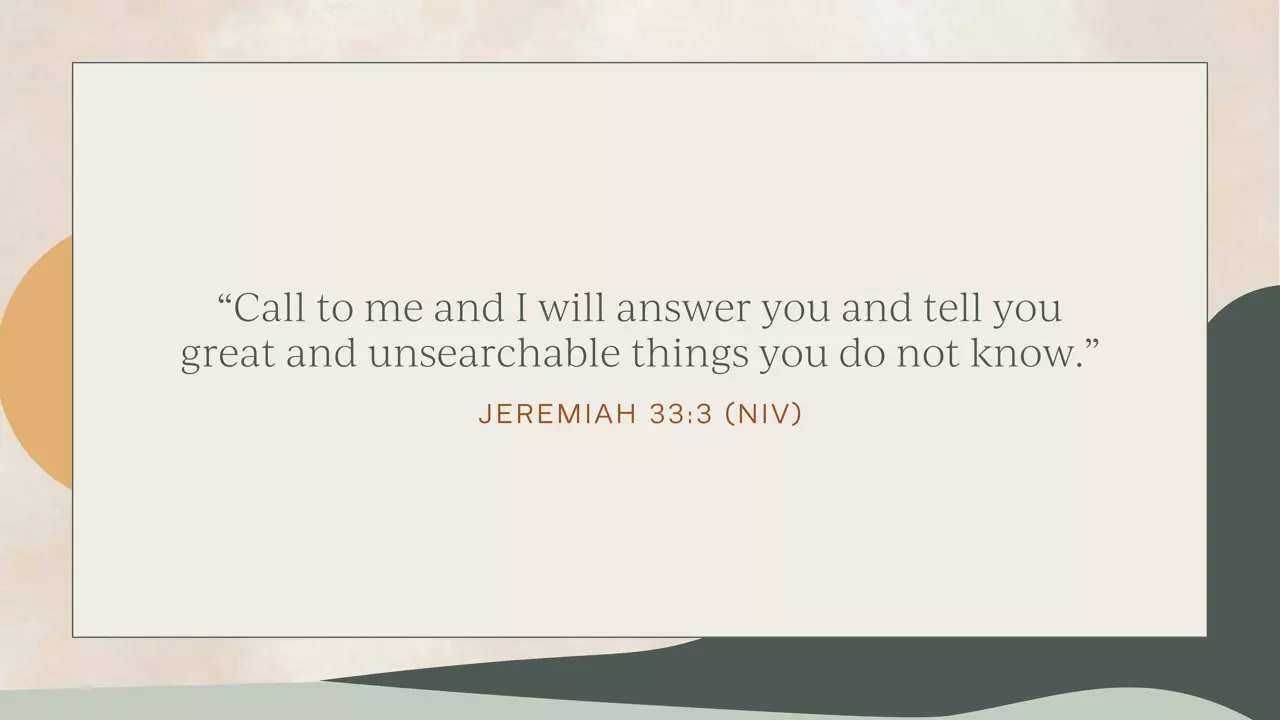 “Call to me and I will answer you and tell you
great and unsearchable things you do not know.”
JEREMIAH 33:3 (NIV)